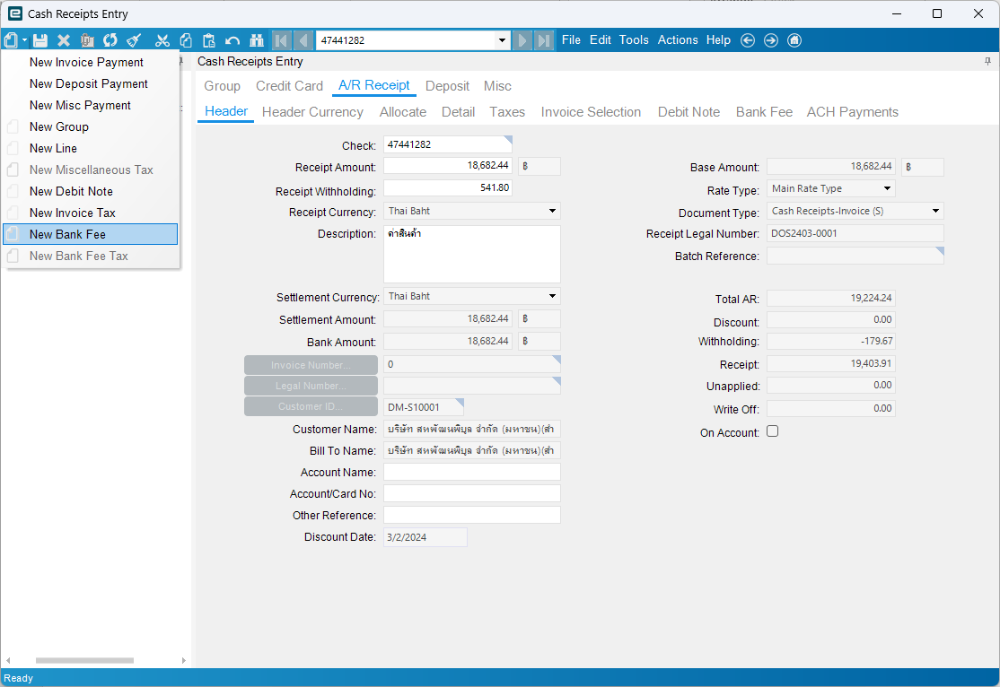 Cash Receipts Entry
47441282 File Edit Tools Actions Help
New Invoice Payment
New Deposit Payment
New Misc Payment
New Group
New Line
New Miscellaneous Tax
New Debit Note
New Invoice Tax
New Bank Fee
New Bank Fee Tax
Cash Receipts Entry
Group Credit Card A/R Receipt Deposit Misc
Header Header Currency Allocate Detail Taxes Invoice Selection Debit Note Bank Fee ACH Payments
Check: 47441282
Receipt Amount: 18,682.44 ฿
Receipt Withholding: 541.80
Receipt Currency: Thai Baht
Description: ค่าสินค้า
Settlement Currency: Thai Baht
Settlement Amount: 18,682.44 ฿
Bank Amount: 18,682.44 ฿
Invoice Number... 0
Legal Number...
Customer ID... DM-S10001
Customer Name: บริษัท สหพัฒนพิบูล จำกัด (มหาชน)(สำ
Bill To Name: บริษัท สหพัฒนพิบูล จำกัด (มหาชน)(สำ
Account Name:
Account/Card No:
Other Reference:
Discount Date: 3/2/2024
Base Amount: 18,682.44 ฿
Rate Type: Main Rate Type
Document Type: Cash Receipts-Invoice (S)
Receipt Legal Number: DOS2403-0001
Batch Reference:
Total AR: 19,224.24
Discount: 0.00
Withholding: -179.67
Receipt: 19,403.91
Unapplied: 0.00
Write Off: 0.00
On Account:
Ready